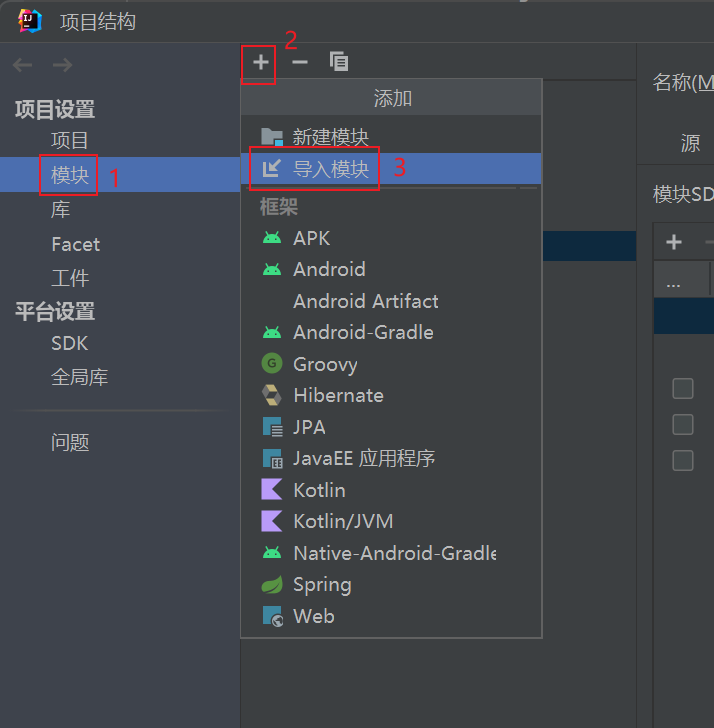 IJ 项目结构
项目设置
项目
模块 1
库
Facet
工件
平台设置
SDK
全局库
问题
2
添加
新建模块
导入模块 3
框架
APK
Android
Android Artifact
Android-Gradle
G Groovy
Hibernate
JPA
EE JavaEE 应用程序
Kotlin
Kotlin/JVM
Native-Android-Gradle
Spring
Web
名称(M
源
模块SD
...